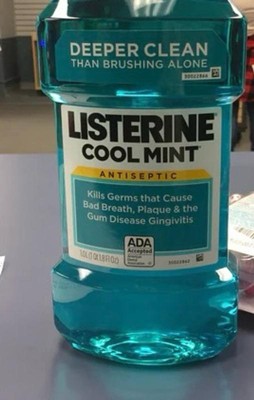 DEEPER CLEAN
THAN BRUSHING ALONE
LISTERINE
COOL MINT
ANTISEPTIC
Kills Germs that Cause
Bad Breath, Plaque & the
Gum Disease Gingivitis
ADA
Accepted